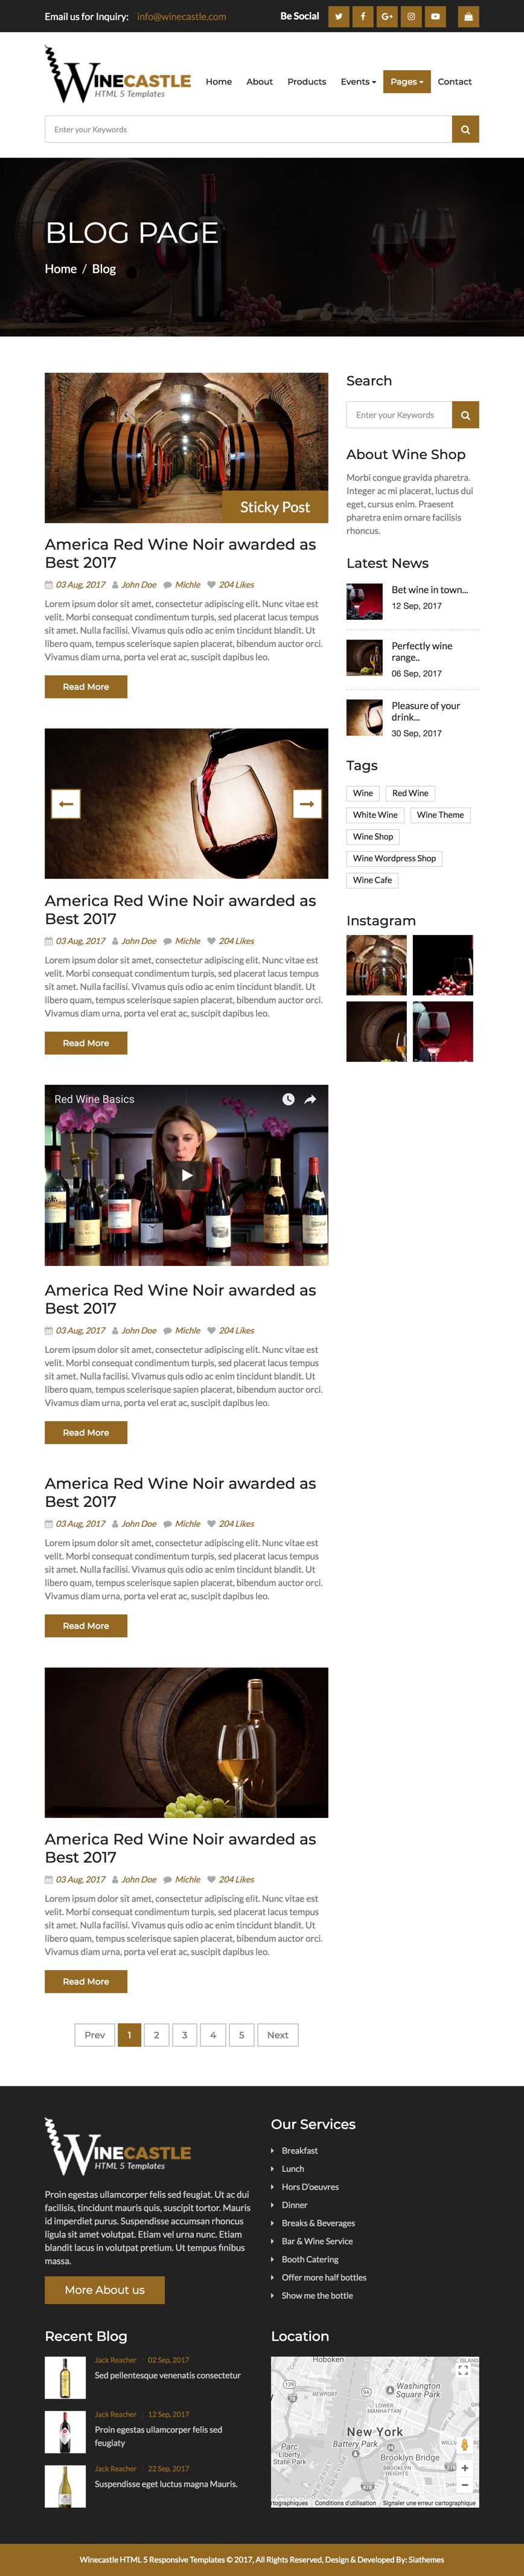 Email us for Inquiry: info@winecastle.com
Be Social
WINECASTLE
HTML 5 Templates
Home
About
Products
Events
Pages
Contact
Enter your Keywords
BLOG PAGE
Home / Blog
Sticky Post
America Red Wine Noir awarded as
Best 2017
03 Aug, 2017 John Doe Michle 204 Likes
Lorem ipsum dolor sit amet, consectetur adipiscing elit. Nunc vitae est
velit. Morbi consequat condimentum turpis, sed placerat lacus tempus
sit amet. Nulla facilisi. Vivamus quis odio ac enim tincidunt blandit. Ut
libero quam, tempus scelerisque sapien placerat, bibendum auctor orci.
Vivamus diam urna, porta vel erat ac, suscipit dapibus leo.
Read More
America Red Wine Noir awarded as
Best 2017
03 Aug, 2017 John Doe Michle 204 Likes
Lorem ipsum dolor sit amet, consectetur adipiscing elit. Nunc vitae est
velit. Morbi consequat condimentum turpis, sed placerat lacus tempus
sit amet. Nulla facilisi. Vivamus quis odio ac enim tincidunt blandit. Ut
libero quam, tempus scelerisque sapien placerat, bibendum auctor orci.
Vivamus diam urna, porta vel erat ac, suscipit dapibus leo.
Read More
Red Wine Basics
America Red Wine Noir awarded as
Best 2017
03 Aug, 2017 John Doe Michle 204 Likes
Lorem ipsum dolor sit amet, consectetur adipiscing elit. Nunc vitae est
velit. Morbi consequat condimentum turpis, sed placerat lacus tempus
sit amet. Nulla facilisi. Vivamus quis odio ac enim tincidunt blandit. Ut
libero quam, tempus scelerisque sapien placerat, bibendum auctor orci.
Vivamus diam urna, porta vel erat ac, suscipit dapibus leo.
Read More
America Red Wine Noir awarded as
Best 2017
03 Aug, 2017 John Doe Michle 204 Likes
Lorem ipsum dolor sit amet, consectetur adipiscing elit. Nunc vitae est
velit. Morbi consequat condimentum turpis, sed placerat lacus tempus
sit amet. Nulla facilisi. Vivamus quis odio ac enim tincidunt blandit. Ut
libero quam, tempus scelerisque sapien placerat, bibendum auctor orci.
Vivamus diam urna, porta vel erat ac, suscipit dapibus leo.
Read More
America Red Wine Noir awarded as
Best 2017
03 Aug, 2017 John Doe Michle 204 Likes
Lorem ipsum dolor sit amet, consectetur adipiscing elit. Nunc vitae est
velit. Morbi consequat condimentum turpis, sed placerat lacus tempus
sit amet. Nulla facilisi. Vivamus quis odio ac enim tincidunt blandit. Ut
libero quam, tempus scelerisque sapien placerat, bibendum auctor orci.
Vivamus diam urna, porta vel erat ac, suscipit dapibus leo.
Read More
Prev 1 2 3 4 5 Next
Search
Enter your Keywords
About Wine Shop
Morbi congue gravida pharetra.
Integer ac mi placerat, luctus dui
eget, cursus enim. Praesent
pharetra enim ornare facilisis
rhoncus.
Latest News
Bet wine in town...
12 Sep, 2017
Perfectly wine
range..
06 Sep, 2017
Pleasure of your
drink...
30 Sep, 2017
Tags
Wine
Red Wine
White Wine
Wine Theme
Wine Shop
Wine Wordpress Shop
Wine Cafe
Instagram
WINECASTLE
HTML 5 Templates
Proin egestas ullamcorper felis sed feugiat. Ut ac dui
facilisis, tincidunt mauris quis, suscipit tortor. Mauris
id imperdiet purus. Suspendisse accumsan rhoncus
ligula sit amet volutpat. Etiam vel urna nunc. Etiam
blandit lacus in volutpat pretium. Ut tempus finibus
massa.
More About us
Our Services
Breakfast
Lunch
Hors D'oeuvres
Dinner
Breaks & Beverages
Bar & Wine Service
Booth Catering
Offer more half bottles
Show me the bottle
Recent Blog
Jack Reacher 02 Sep, 2017
Sed pellentesque venenatis consectetur
Jack Reacher 12 Sep, 2017
Proin egestas ullamcorper felis sed
feugiaty
Jack Reacher 22 Sep, 2017
Suspendisse eget luctus magna Mauris.
Location
Hoboken
Washington
Square Park
NEWPORT
LOWER
MANHATTAN
New York
Battery Park
Liberty
State Park
Brooklyn Bridge
BROOKLYN
HEIGHTS
Conditions d'utilisation
Signaler une erreur cartographique
Winecastle HTML 5 Responsive Templates © 2017, All Rights Reserved, Design & Developed By: Siathemes